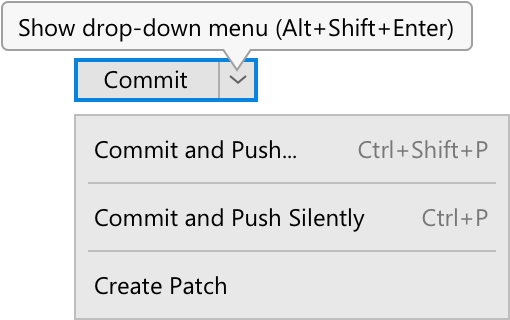 Show drop-down menu (Alt+Shift+Enter)
Commit
Commit and Push... Ctrl+Shift+P
Commit and Push Silently Ctrl+P
Create Patch